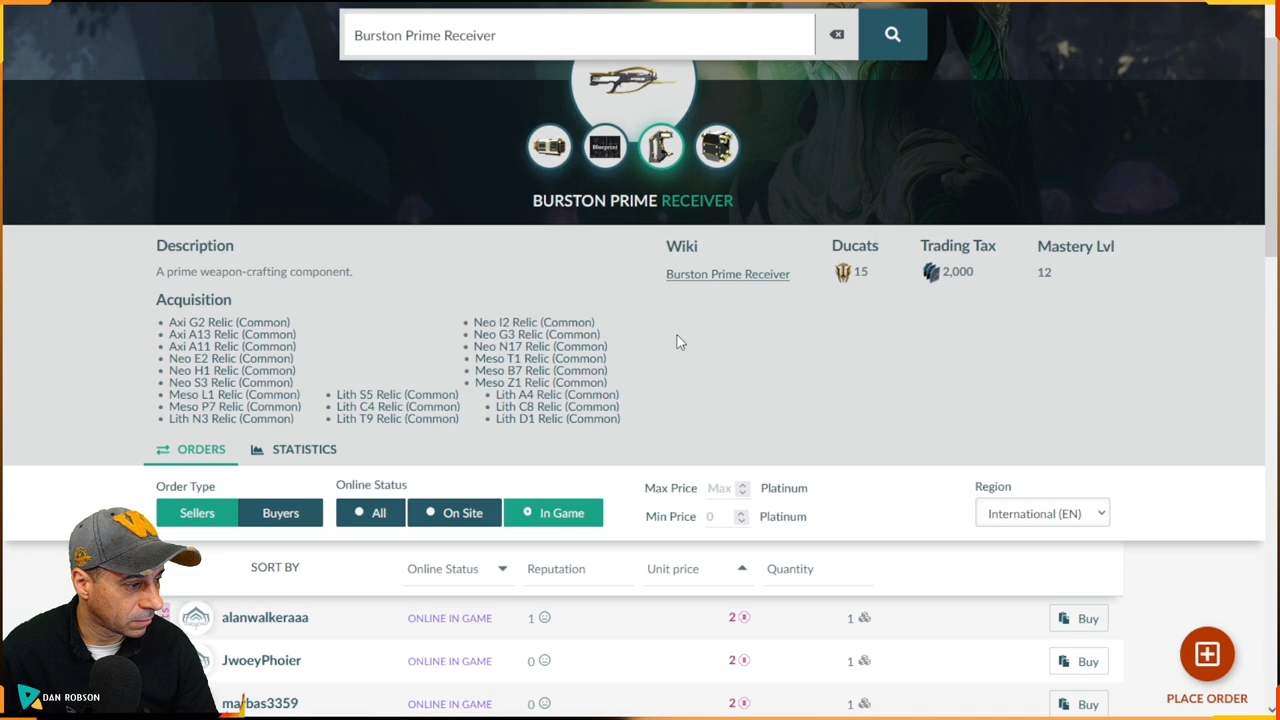 Burston Prime Receiver
Blueprint
BURSTON PRIME RECEIVER
Description
A prime weapon-crafting component.
Wiki
Burston Prime Receiver
Ducats
15
Trading Tax
2,000
Mastery Lvl
12
Acquisition
Axi G2 Relic (Common)
Axi A13 Relic (Common)
Axi A11 Relic (Common)
Neo E2 Relic (Common)
Neo H1 Relic (Common)
Neo S3 Relic (Common)
Neo I2 Relic (Common)
Neo G3 Relic (Common)
Neo N17 Relic (Common)
Meso T1 Relic (Common)
Meso B7 Relic (Common)
Meso Z1 Relic (Common)
Meso L1 Relic (Common)
Meso P7 Relic (Common)
Lith N3 Relic (Common)
Lith S5 Relic (Common)
Lith C4 Relic (Common)
Lith T9 Relic (Common)
Lith A4 Relic (Common)
Lith C8 Relic (Common)
Lith D1 Relic (Common)
ORDERS STATISTICS
Order Type
Sellers Buyers
Online Status
All On Site In Game
Max Price Max Platinum
Min Price 0 Platinum
Region
International (EN)
SORT BY Online Status Reputation Unit price Quantity
alanwalkeraaa ONLINE IN GAME 1 2 1 Buy
JwoeyPhoier ONLINE IN GAME 0 2 1 Buy
marbas3359 ONLINE IN GAME 0 2 1 Buy
PLACE ORDER
DAN ROBSON